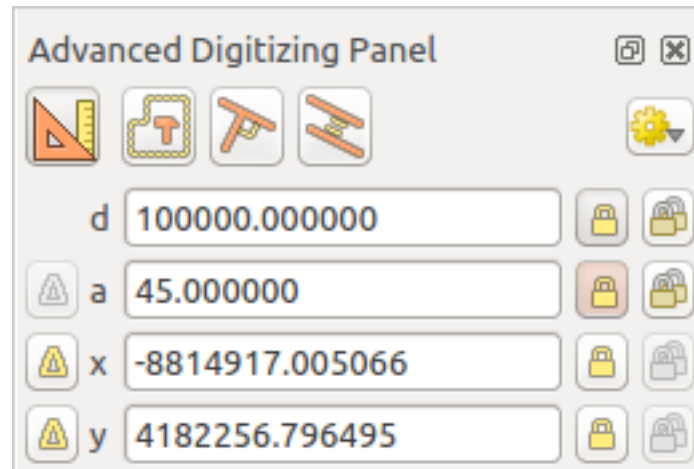 Advanced Digitizing Panel
d 100000.000000
a 45.000000
x -8814917.005066
y 4182256.796495